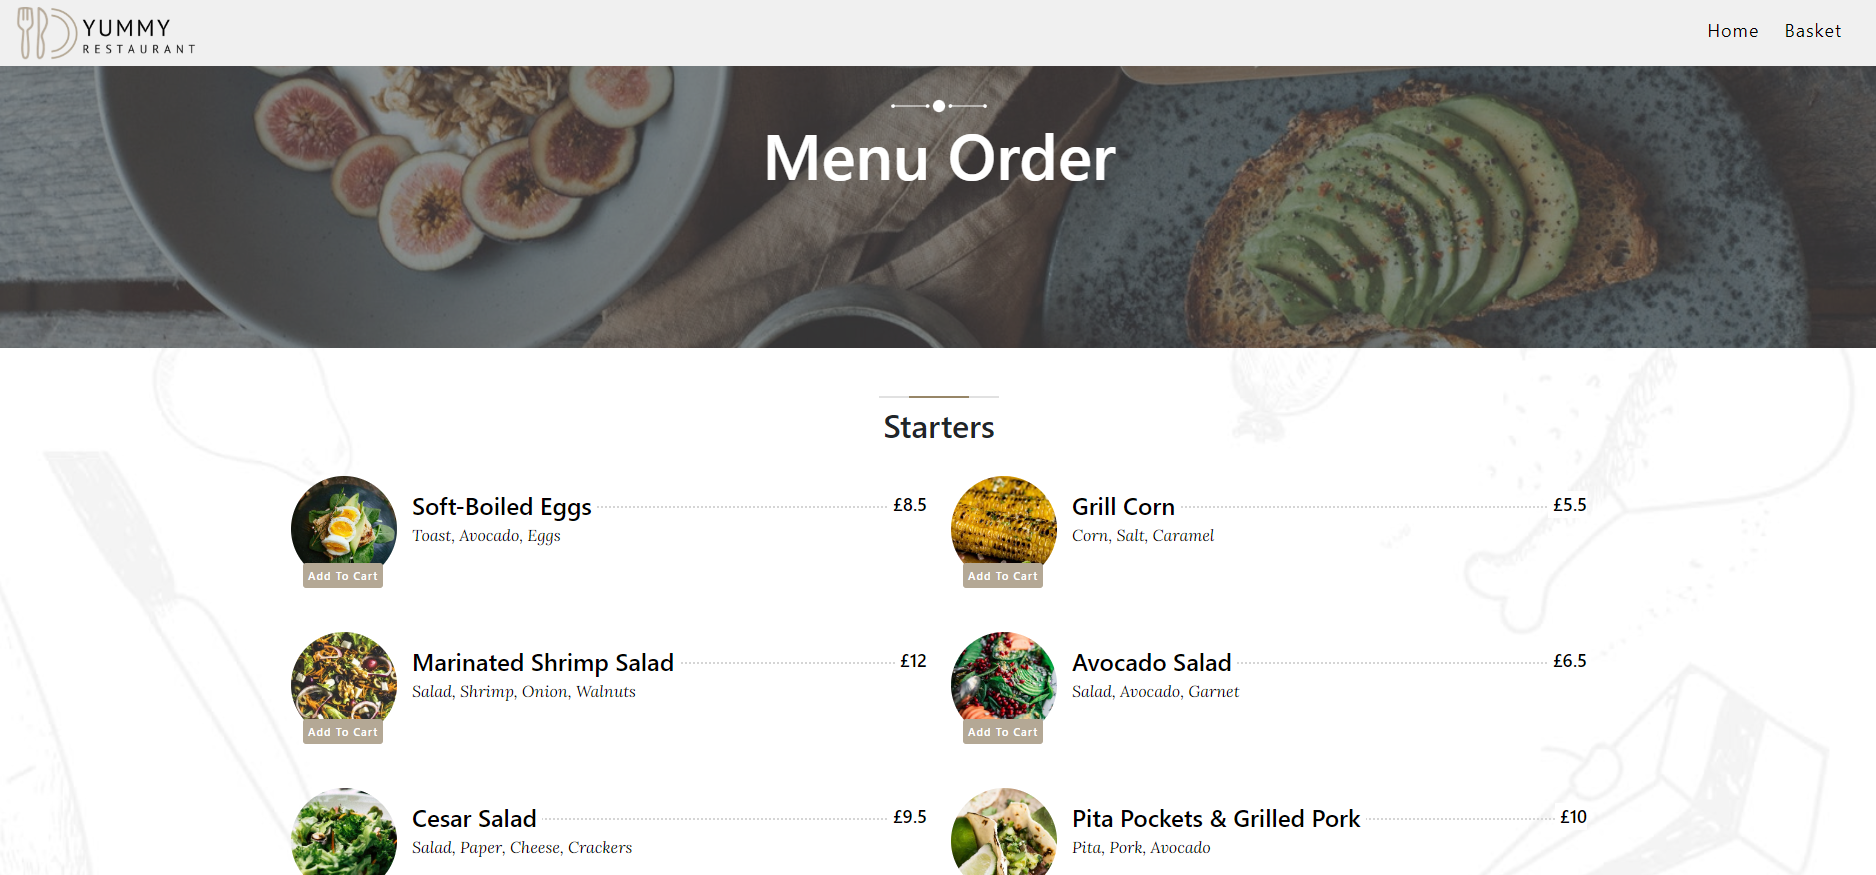 YUMMY
RESTAURANT
Home Basket
Menu Order
Starters
Soft-Boiled Eggs £8.5
Toast, Avocado, Eggs
Add To Cart
Grill Corn £5.5
Corn, Salt, Caramel
Add To Cart
Marinated Shrimp Salad £12
Salad, Shrimp, Onion, Walnuts
Add To Cart
Avocado Salad £6.5
Salad, Avocado, Garnet
Add To Cart
Cesar Salad £9.5
Salad, Paper, Cheese, Crackers
Pita Pockets & Grilled Pork £10
Pita, Pork, Avocado